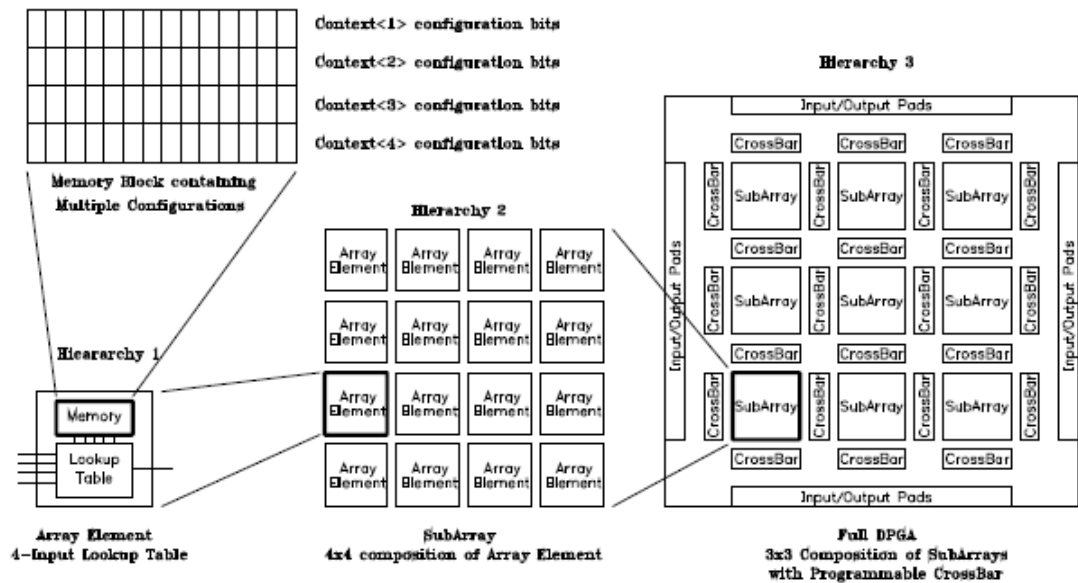 Context<1> configuration bits
Context<2> configuration bits
Context<3> configuration bits
Context<4> configuration bits
Memory Block containing
Multiple Configurations
Hieararchy 1
Memory
Lookup
Table
Array Element
4-Input Lookup Table
Hierarchy 2
Array Array Array Array
Element Element Element Element
Array Array Array Array
Element Element Element Element
Array Array Array Array
Element Element Element Element
Array Array Array Array
Element Element Element Element
SubArray
4x4 composition of Array Element
Hierarchy 3
Input/Output Pads
CrossBar CrossBar CrossBar
CrossBar SubArray CrossBar SubArray CrossBar SubArray CrossBar
CrossBar CrossBar CrossBar
Input/Output Pads
CrossBar SubArray CrossBar SubArray CrossBar SubArray CrossBar
Input/Output Pads
CrossBar CrossBar CrossBar
CrossBar SubArray CrossBar SubArray CrossBar SubArray CrossBar
CrossBar CrossBar CrossBar
Input/Output Pads
Full DPGA
3x3 Composition of SubArrays
with Programmable CrossBar